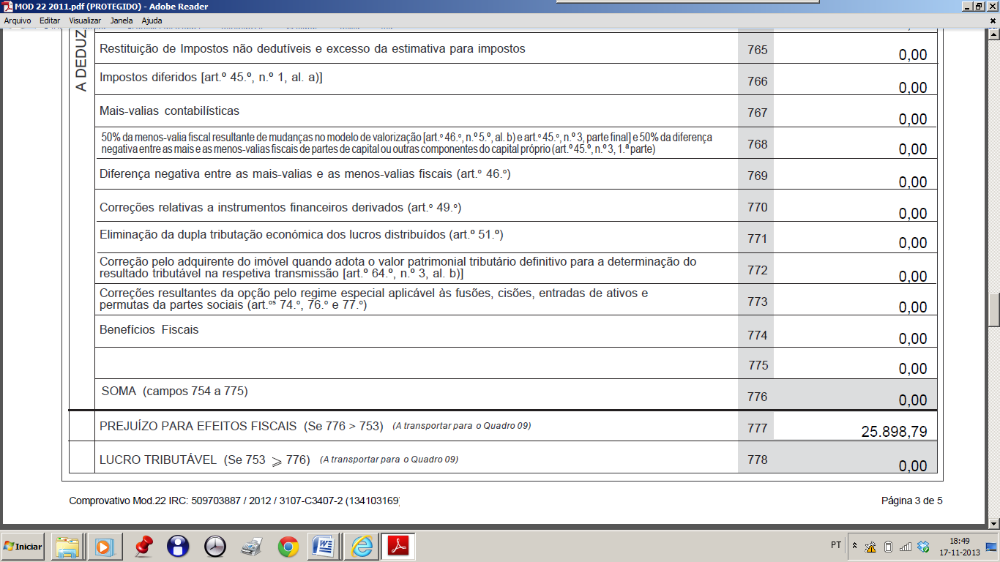 MOD 22 2011.pdf (PROTEGIDO) - Adobe Reader
Arquivo Editar Visualizar Janela Ajuda
A DEDUZ
Restituição de Impostos não dedutíveis e excesso da estimativa para impostos 765 0,00
Impostos diferidos [art.º 45.º, n.º 1, al. a)] 766 0,00
Mais-valias contabilísticas 767 0,00
50% da menos-valia fiscal resultante de mudanças no modelo de valorização [art.º 46.º, n.º 5.º, al. b) e art.º 45.º, n.º 3, parte final] e 50% da diferença
negativa entre as mais e as menos-valias fiscais de partes de capital ou outras componentes do capital próprio (art.º 45.º, n.º 3, 1.ª parte) 768 0,00
Diferença negativa entre as mais-valias e as menos-valias fiscais (art.º 46.º) 769 0,00
Correções relativas a instrumentos financeiros derivados (art.º 49.º) 770 0,00
Eliminação da dupla tributação económica dos lucros distribuídos (art.º 51.º) 771 0,00
Correção pelo adquirente do imóvel quando adota o valor patrimonial tributário definitivo para a determinação do
resultado tributável na respetiva transmissão [art.º 64.º, n.º 3, al. b)] 772 0,00
Correções resultantes da opção pelo regime especial aplicável às fusões, cisões, entradas de ativos e
permutas da partes sociais (art.ºs 74.º, 76.º e 77.º) 773 0,00
Benefícios Fiscais 774 0,00
775 0,00
SOMA (campos 754 a 775) 776 0,00
PREJUÍZO PARA EFEITOS FISCAIS (Se 776 > 753) (A transportar para o Quadro 09) 777 25.898,79
LUCRO TRIBUTÁVEL (Se 753 ⩾ 776) (A transportar para o Quadro 09) 778 0,00
Comprovativo Mod.22 IRC: 509703887 / 2012 / 3107-C3407-2 (134103169) Página 3 de 5
Iniciar PT 18:49
17-11-2013